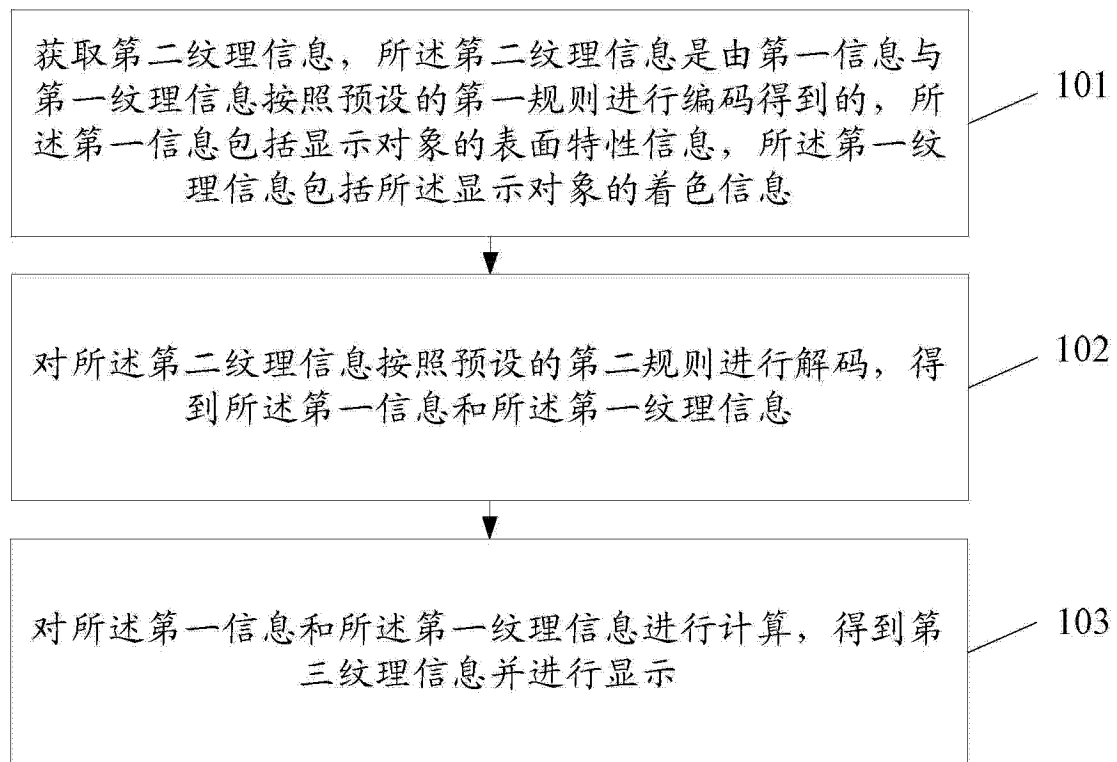 获取第二纹理信息，所述第二纹理信息是由第一信息与
第一纹理信息按照预设的第一规则进行编码得到的，所
述第一信息包括显示对象的表面特性信息，所述第一纹
理信息包括所述显示对象的着色信息
101
对所述第二纹理信息按照预设的第二规则进行解码，得
到所述第一信息和所述第一纹理信息
102
对所述第一信息和所述第一纹理信息进行计算，得到第
三纹理信息并进行显示
103